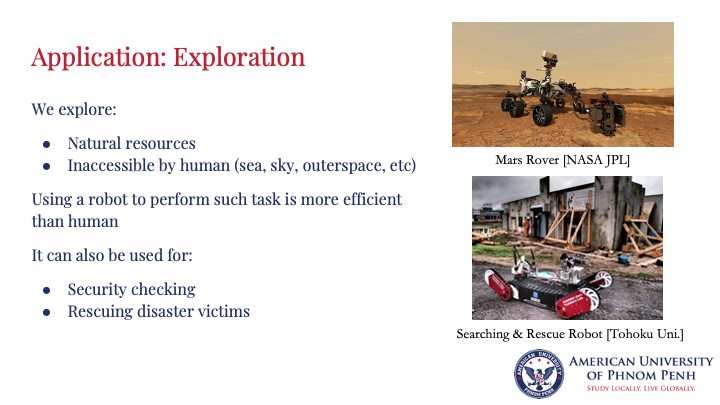 Application: Exploration
We explore:
● Natural resources
● Inaccessible by human (sea, sky, outerspace, etc)
Using a robot to perform such task is more efficient
than human
It can also be used for:
● Security checking
● Rescuing disaster victims
Mars Rover [NASA JPL]
Searching & Rescue Robot [Tohoku Uni.]
AMERICAN UNIVERSITY
PHNOM PENH
AMERICAN UNIVERSITY
OF PHNOM PENH
STUDY LOCALLY. LIVE GLOBALLY.